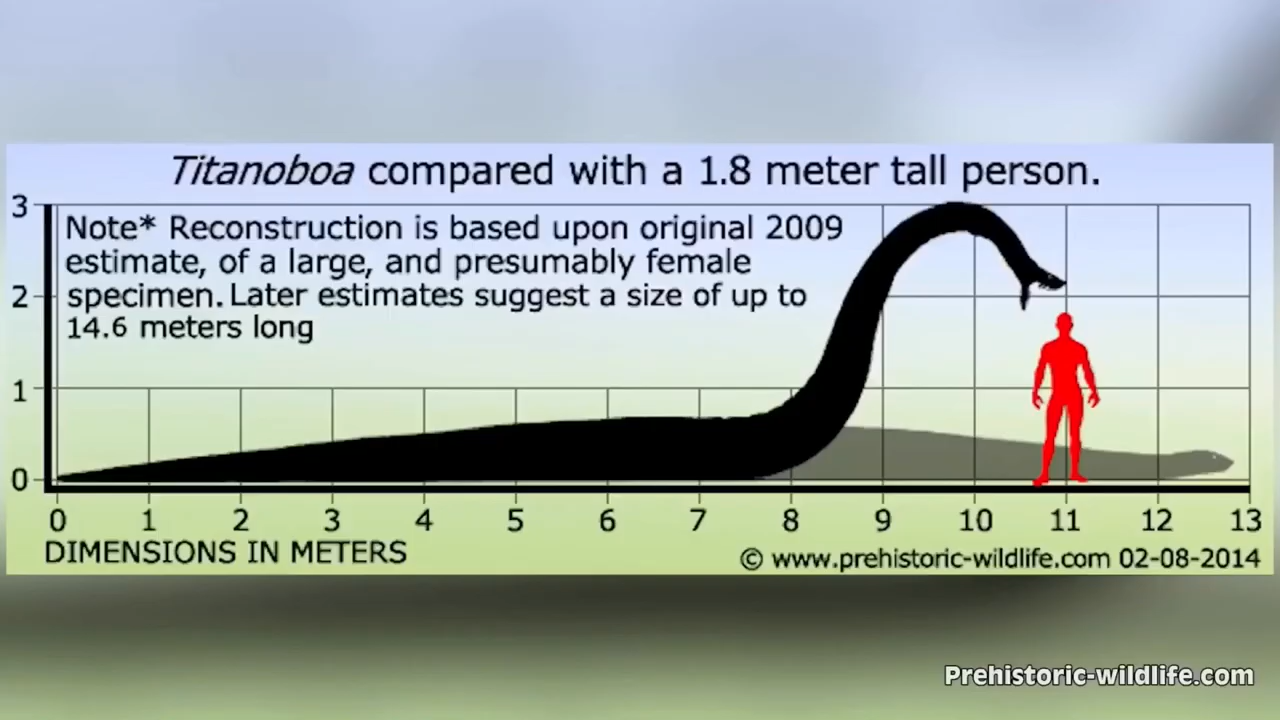 Titanoboa compared with a 1.8 meter tall person.
3
Note* Reconstruction is based upon original 2009
estimate, of a large, and presumably female
specimen. Later estimates suggest a size of up to
2
14.6 meters long
1
0
0 1 2 3 4 5 6 7 8 9 10 11 12 13
DIMENSIONS IN METERS
© www.prehistoric-wildlife.com 02-08-2014
Prehistoric-wildlife.com